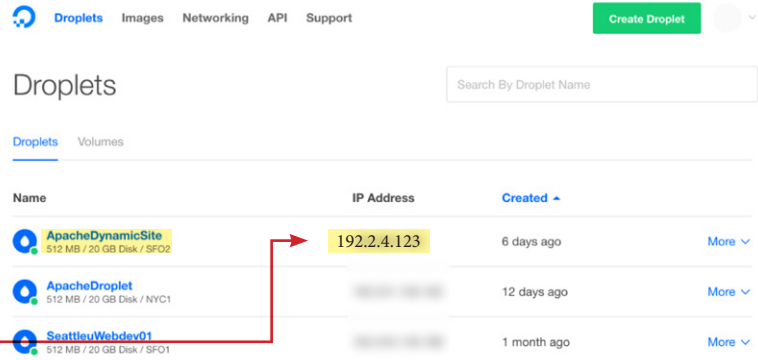 Droplets Images Networking API Support Create Droplet
Droplets Search By Droplet Name
Droplets Volumes
Name IP Address Created
ApacheDynamicSite 192.2.4.123 6 days ago More
512 MB / 20 GB Disk / SFO2
ApacheDroplet 12 days ago More
512 MB / 20 GB Disk / NYC1
SeattleuWebdev01 1 month ago More
512 MB / 20 GB Disk / SFO1